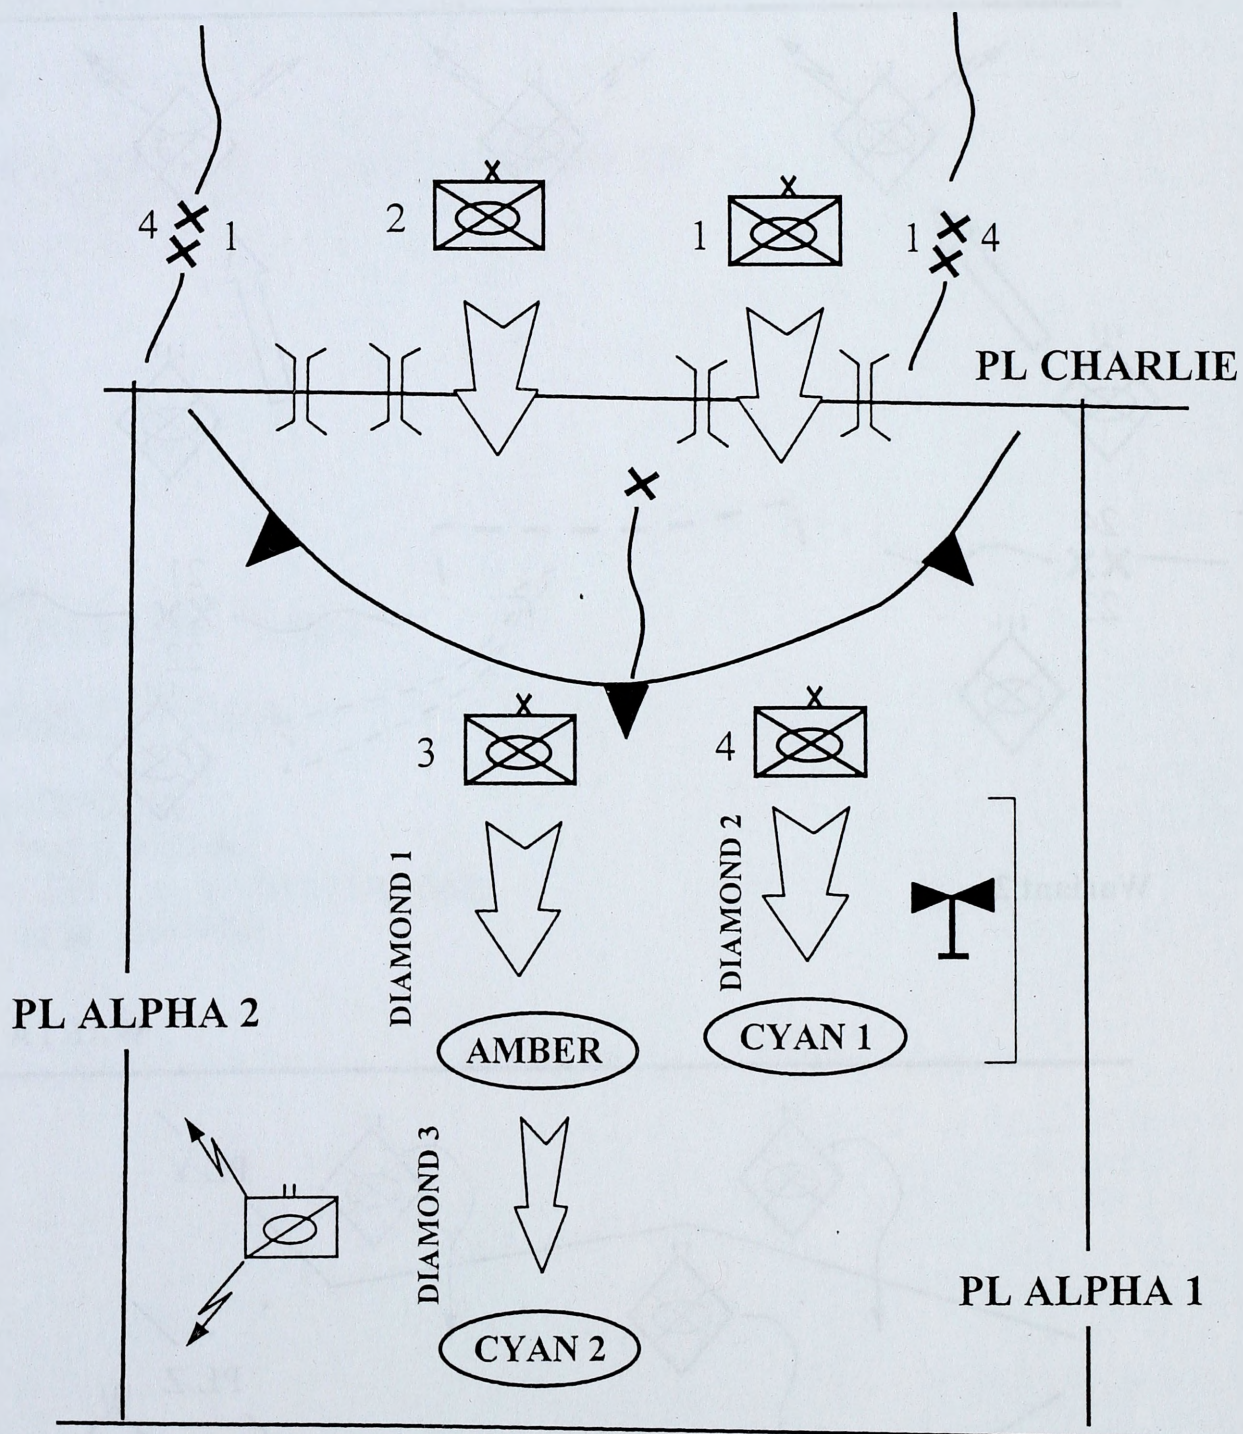 4 1
2
1
1 4
PL CHARLIE
3
4
DIAMOND 1
DIAMOND 2
PL ALPHA 2
AMBER
CYAN 1
DIAMOND 3
PL ALPHA 1
CYAN 2